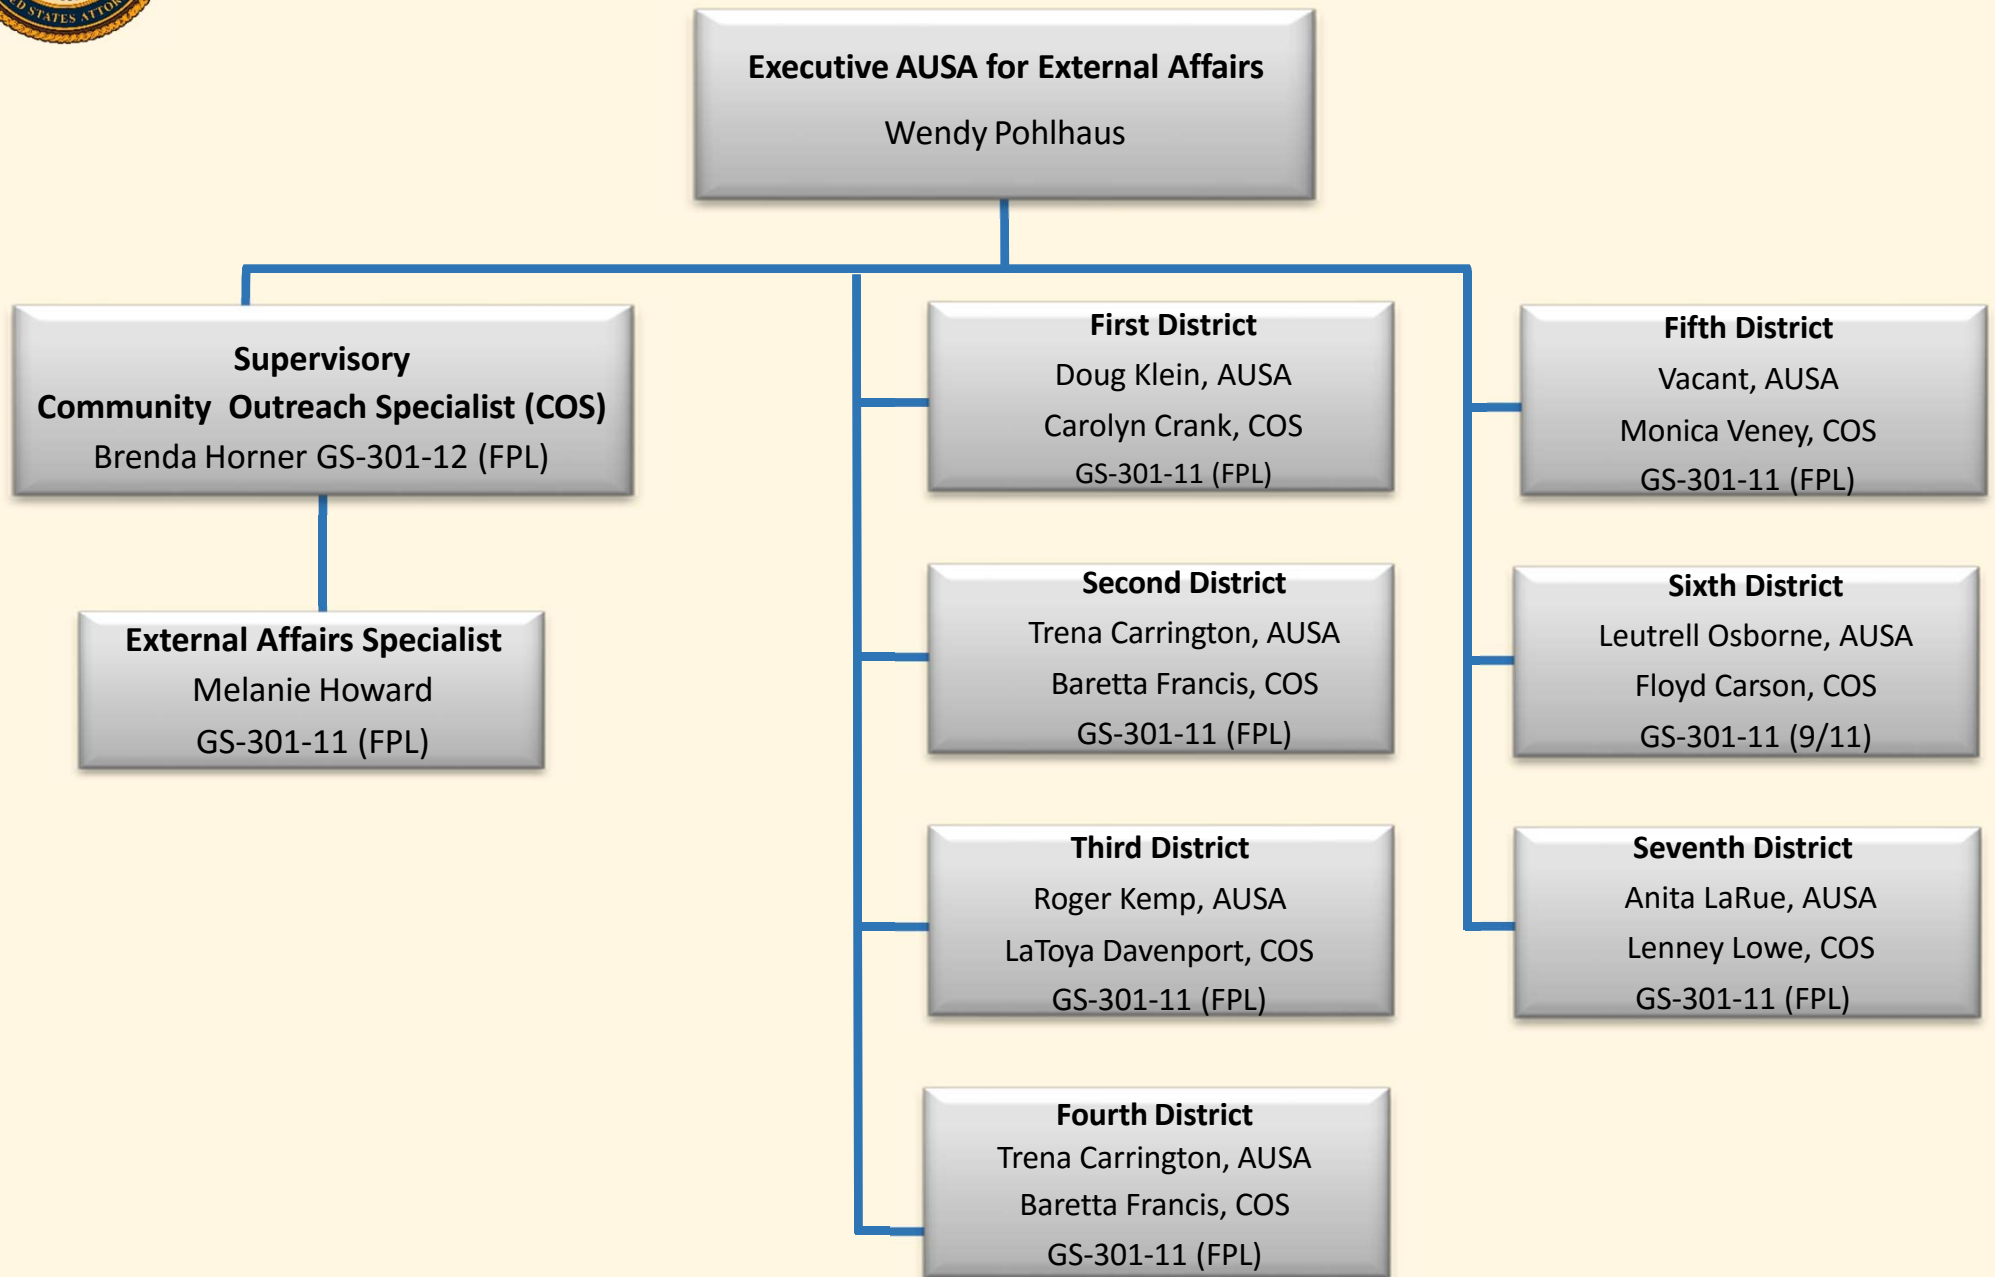 ED STATES ATTOR
Executive AUSA for External Affairs
Wendy Pohlhaus
Supervisory
Community Outreach Specialist (COS)
Brenda Horner GS-301-12 (FPL)
External Affairs Specialist
Melanie Howard
GS-301-11 (FPL)
First District
Doug Klein, AUSA
Carolyn Crank, COS
GS-301-11 (FPL)
Second District
Trena Carrington, AUSA
Baretta Francis, COS
GS-301-11 (FPL)
Third District
Roger Kemp, AUSA
LaToya Davenport, COS
GS-301-11 (FPL)
Fourth District
Trena Carrington, AUSA
Baretta Francis, COS
GS-301-11 (FPL)
Fifth District
Vacant, AUSA
Monica Veney, COS
GS-301-11 (FPL)
Sixth District
Leutrell Osborne, AUSA
Floyd Carson, COS
GS-301-11 (9/11)
Seventh District
Anita LaRue, AUSA
Lenney Lowe, COS
GS-301-11 (FPL)